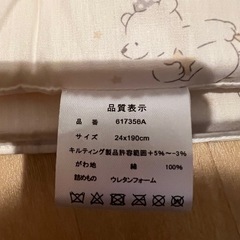 品質表示
品 番 617358A
サイズ 24x190cm
キルティング製品許容範囲+5%~-3%
がわ地 綿 100%
詰めもの ウレタンフォーム